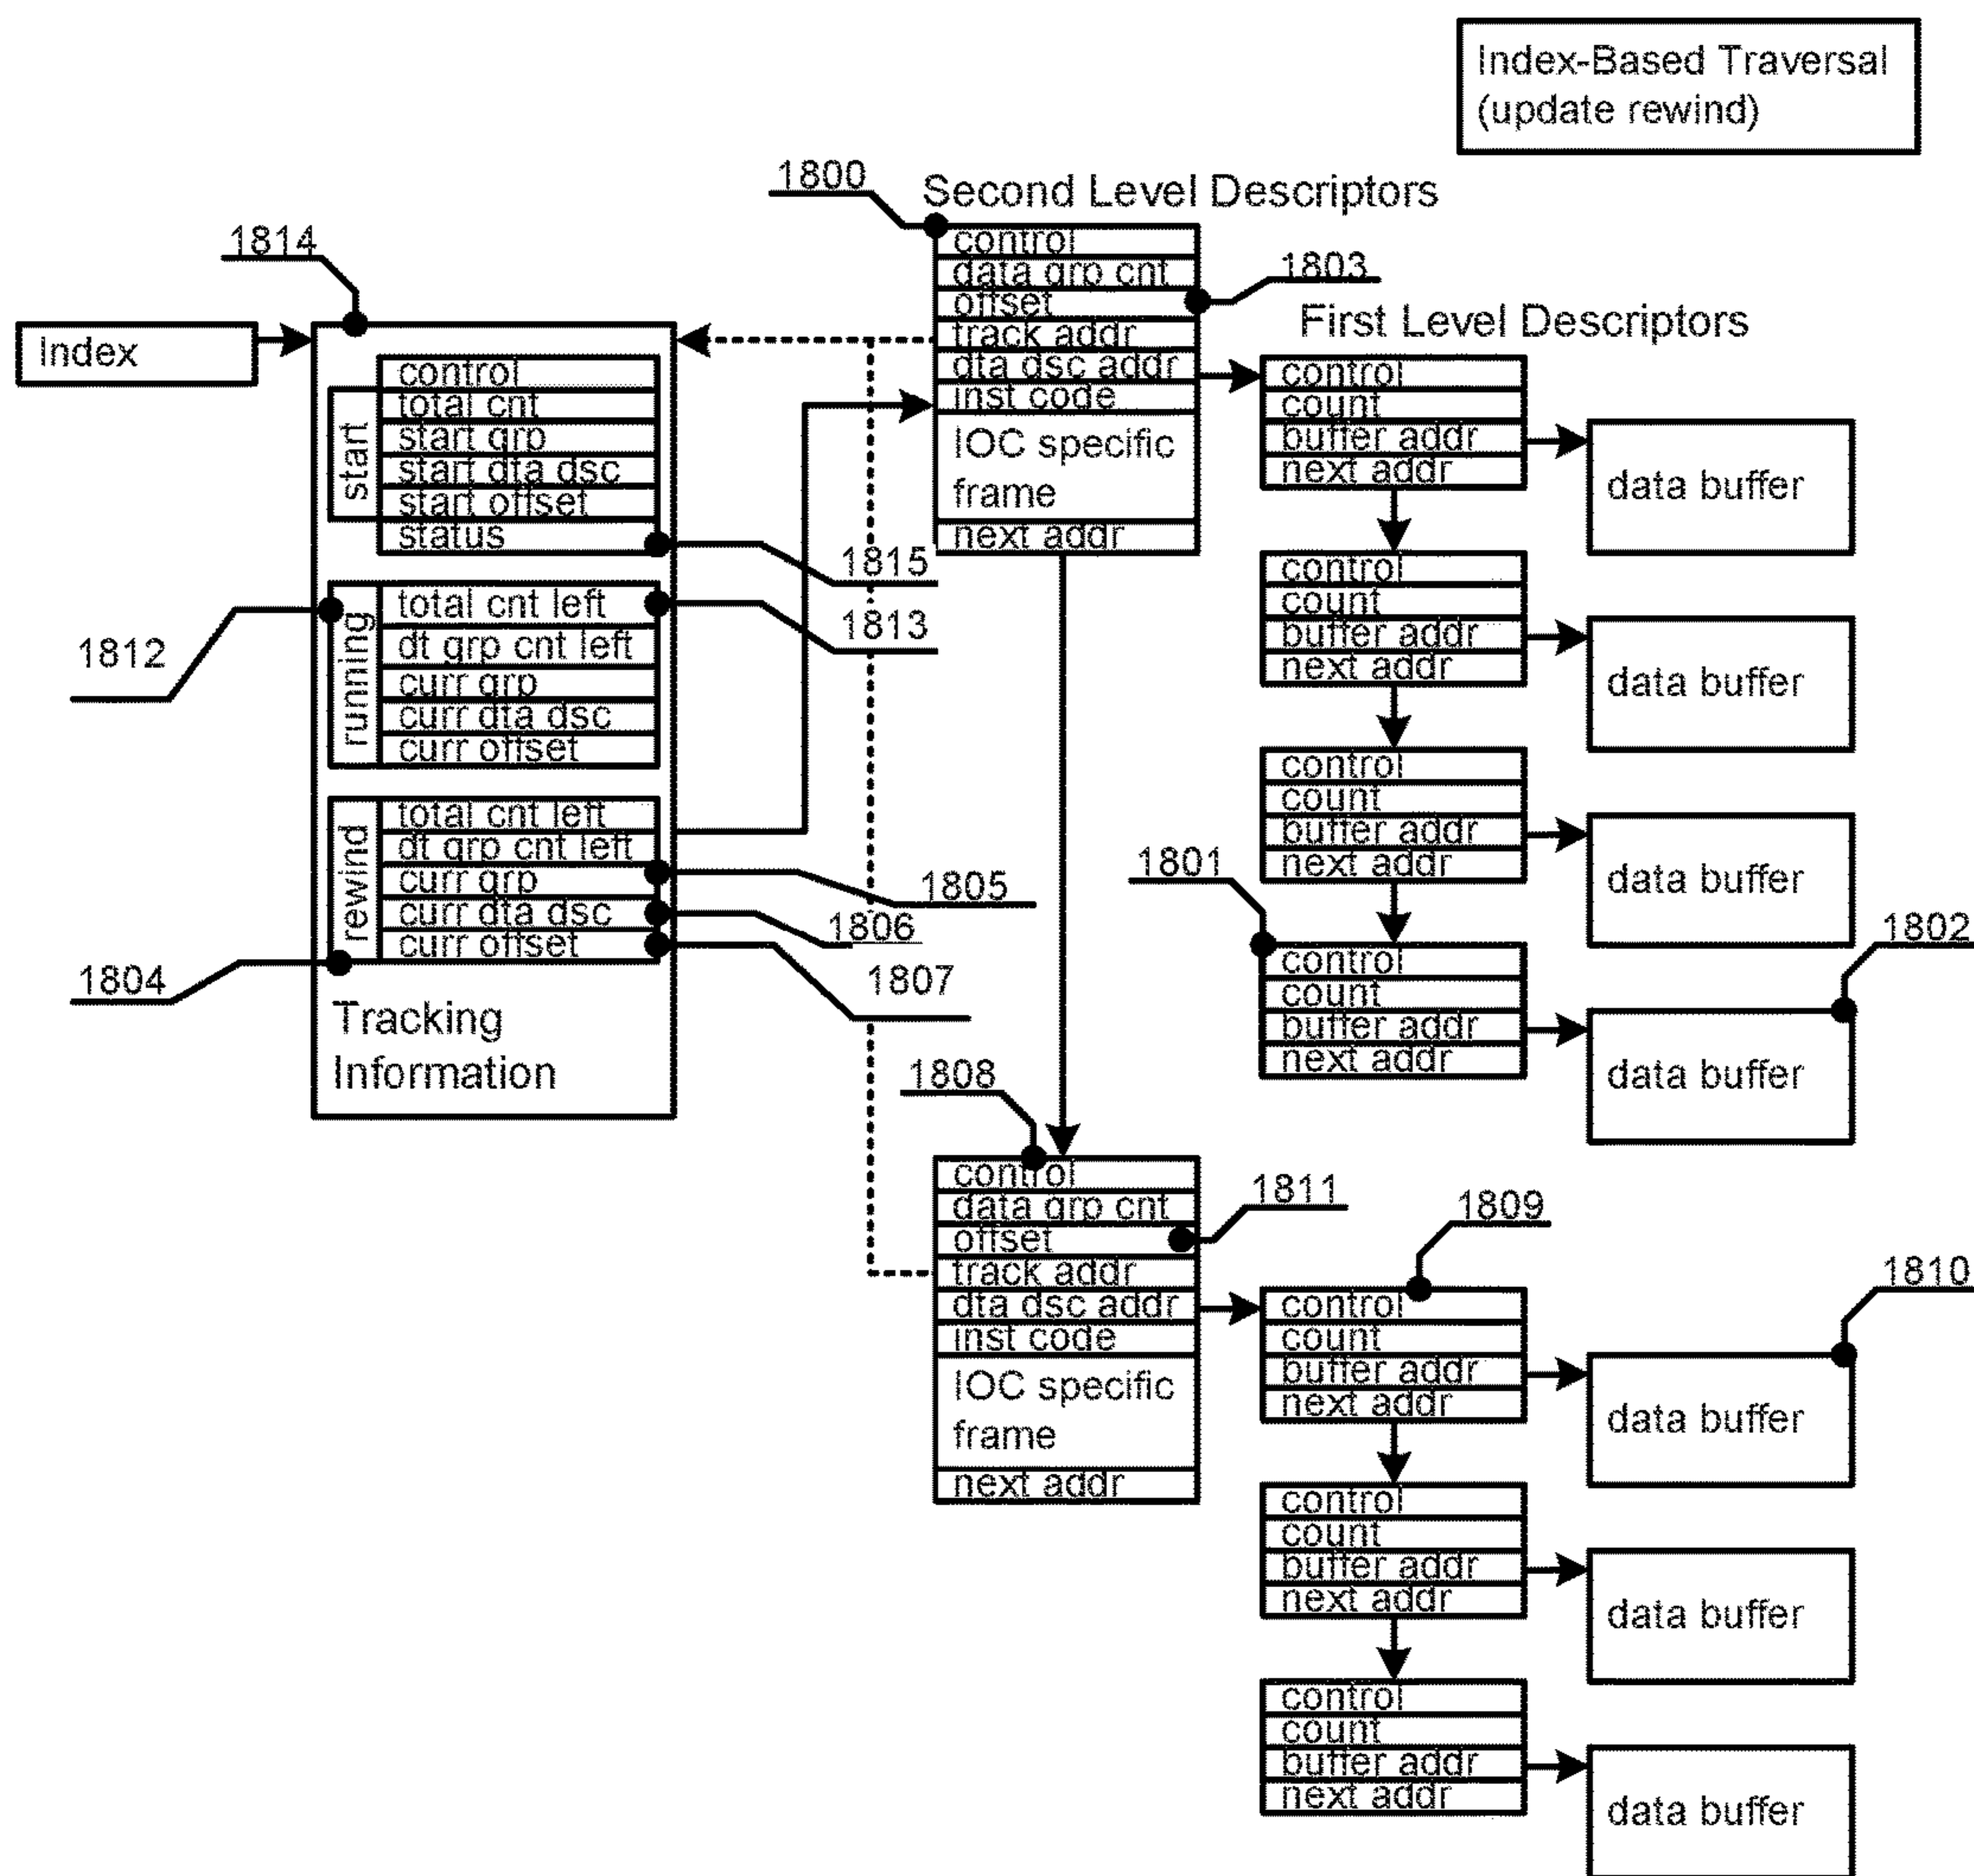 Index-Based Traversal
(update rewind)
1800
Second Level Descriptors
1814
1803
First Level Descriptors
Index
control
total cnt
start grp
start dta dsc
start offset
status
start
1815
1812
total cnt left
dt grp cnt left
curr grp
curr dta dsc
curr offset
running
1813
total cnt left
dt grp cnt left
curr grp
curr dta dsc
curr offset
rewind
1805
1806
1807
1804
Tracking
Information
control
data grp cnt
offset
track addr
dta dsc addr
inst code
IOC specific
frame
next addr
control
count
buffer addr
next addr
data buffer
control
count
buffer addr
next addr
data buffer
control
count
buffer addr
next addr
data buffer
1801
1802
control
count
buffer addr
next addr
data buffer
1808
control
data grp cnt
offset
track addr
dta dsc addr
inst code
IOC specific
frame
next addr
1811
1809
1810
control
count
buffer addr
next addr
data buffer
control
count
buffer addr
next addr
data buffer
control
count
buffer addr
next addr
data buffer